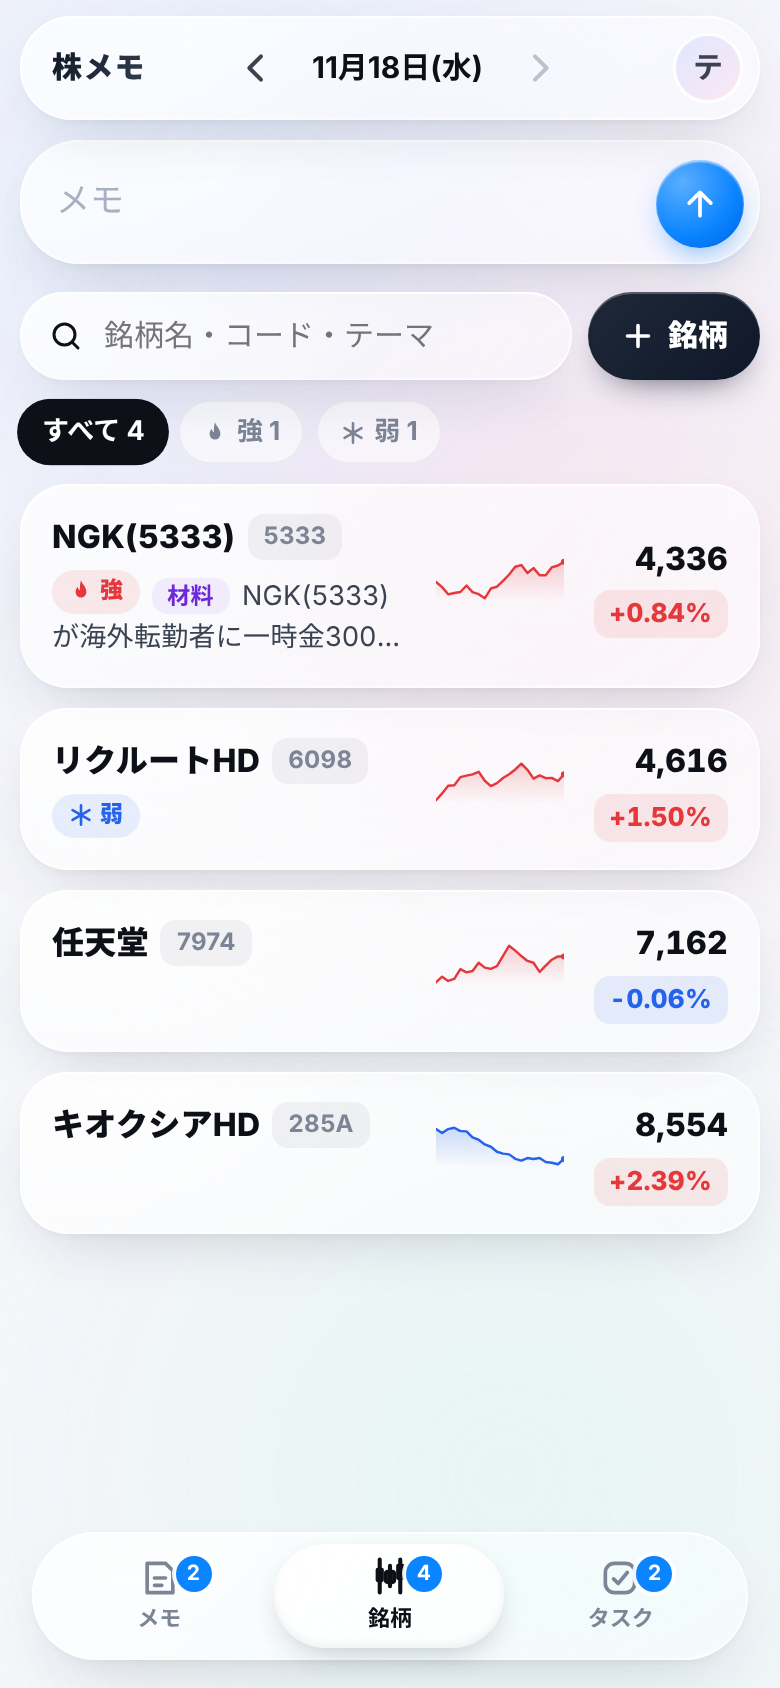 株メモ 11月18日(水) テ
メモ
銘柄名・コード・テーマ 銘柄
すべて 4 強 1 弱 1
NGK(5333) 5333
強 材料 NGK(5333)
が海外転勤者に一時金300...
4,336
+0.84%
リクルートHD 6098
弱
4,616
+1.50%
任天堂 7974
7,162
-0.06%
キオクシアHD 285A
8,554
+2.39%
2 4 2
メモ 銘柄 タスク